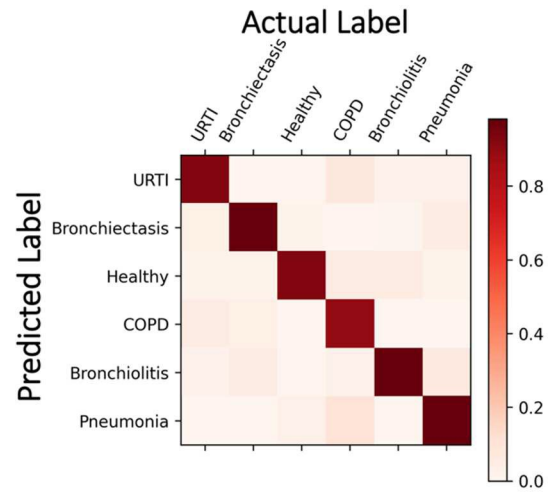 Actual Label
URTI
Bronchiectasis
Healthy
COPD
Bronchiolitis
Pneumonia
Predicted Label
URTI
Bronchiectasis
Healthy
COPD
Bronchiolitis
Pneumonia
0.8
0.6
0.4
0.2
0.0